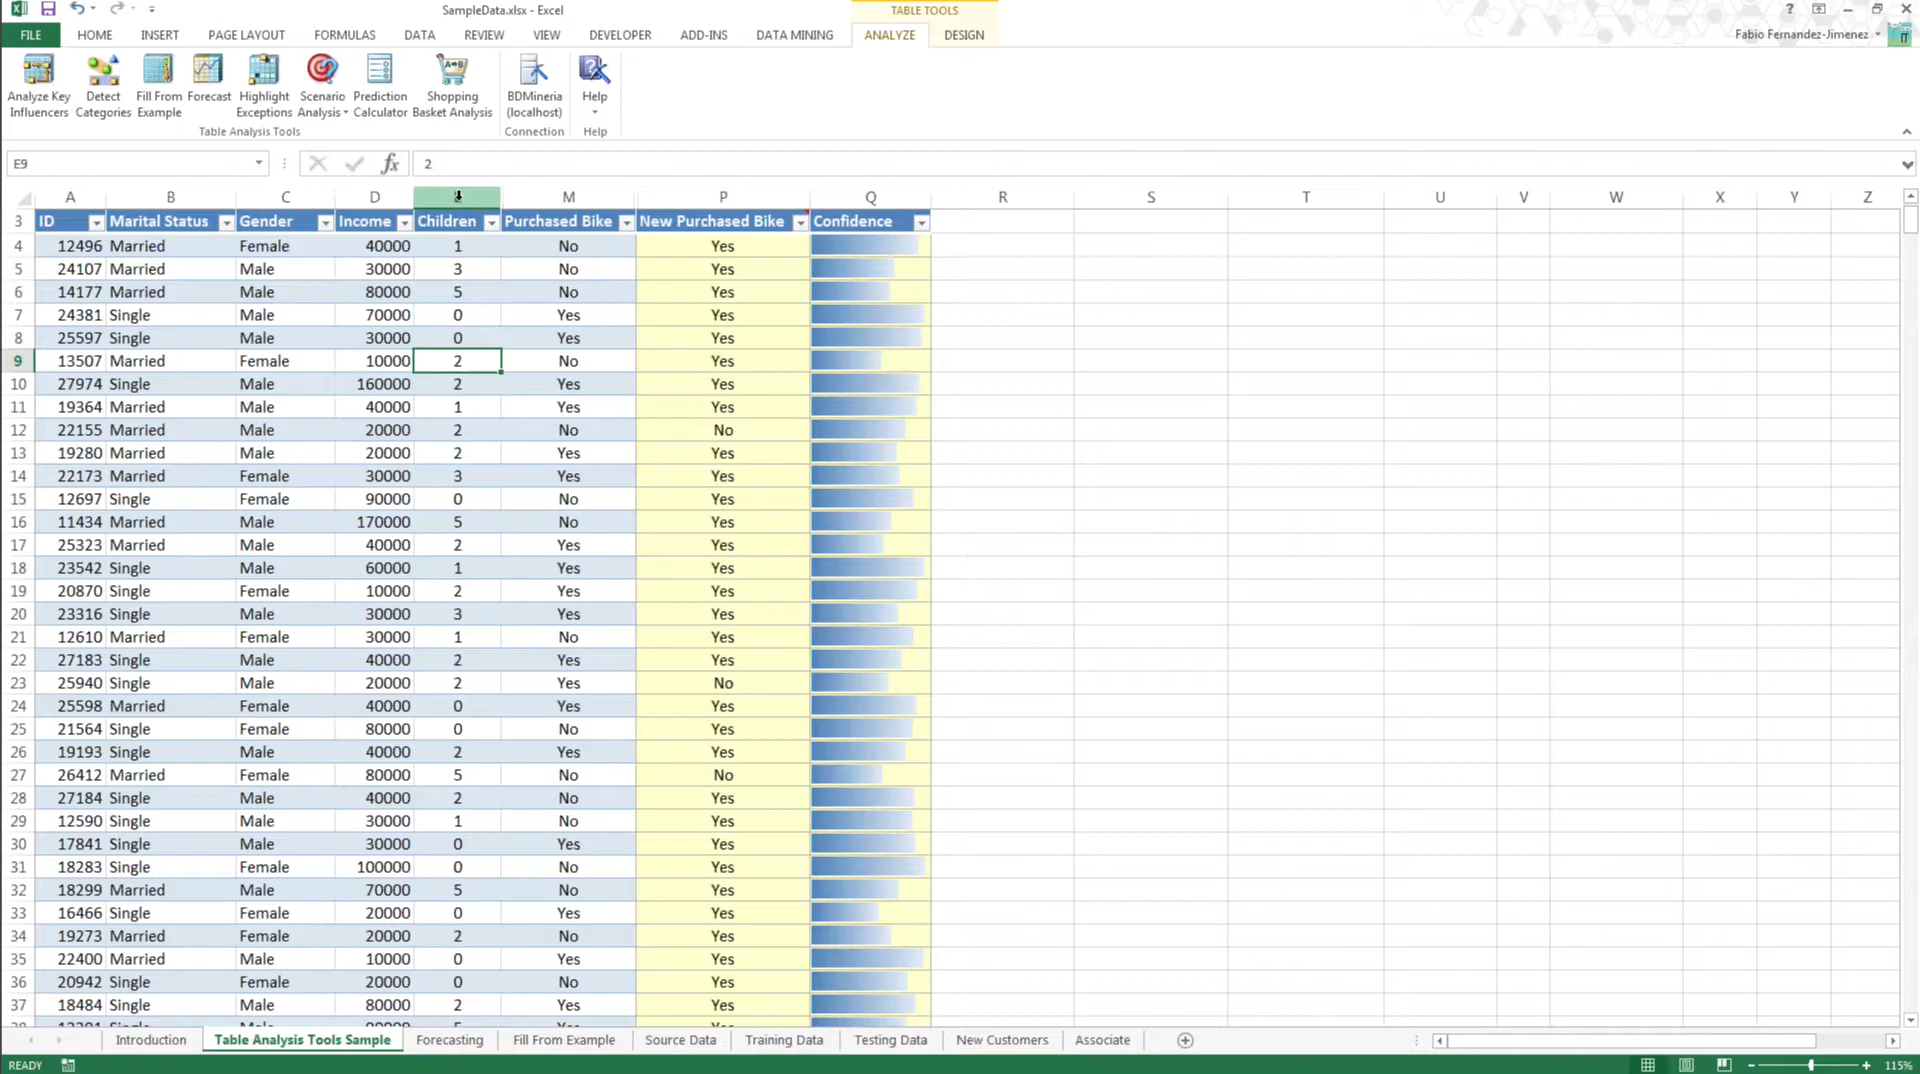 SampleData.xlsx - Excel
TABLE TOOLS
?
FILE HOME INSERT PAGE LAYOUT FORMULAS DATA REVIEW VIEW DEVELOPER ADD-INS DATA MINING ANALYZE DESIGN
Fabio Fernandez-Jimenez
Analyze Key Influencers
Detect Categories
Fill From Example
Forecast
Highlight Exceptions
Scenario Analysis
Prediction Calculator
Shopping Basket Analysis
BDMineria (localhost)
Help
Table Analysis Tools Connection Help
E9 fx 2
A B C D M P Q R S T U V W X Y Z
3 ID Marital Status Gender Income Children Purchased Bike New Purchased Bike Confidence
4 12496 Married Female 40000 1 No Yes
5 24107 Married Male 30000 3 No Yes
6 14177 Married Male 80000 5 No Yes
7 24381 Single Male 70000 0 Yes Yes
8 25597 Single Male 30000 0 Yes Yes
9 13507 Married Female 10000 2 No Yes
10 27974 Single Male 160000 2 Yes Yes
11 19364 Married Male 40000 1 Yes Yes
12 22155 Married Male 20000 2 No No
13 19280 Married Male 20000 2 Yes Yes
14 22173 Married Female 30000 3 Yes Yes
15 12697 Single Female 90000 0 No Yes
16 11434 Married Male 170000 5 No Yes
17 25323 Married Male 40000 2 Yes Yes
18 23542 Single Male 60000 1 Yes Yes
19 20870 Single Female 10000 2 Yes Yes
20 23316 Single Male 30000 3 Yes Yes
21 12610 Married Female 30000 1 No Yes
22 27183 Single Male 40000 2 Yes Yes
23 25940 Single Male 20000 2 Yes No
24 25598 Married Female 40000 0 Yes Yes
25 21564 Single Female 80000 0 No Yes
26 19193 Single Male 40000 2 Yes Yes
27 26412 Married Female 80000 5 No No
28 27184 Single Male 40000 2 No Yes
29 12590 Single Male 30000 1 No Yes
30 17841 Single Male 30000 0 Yes Yes
31 18283 Single Female 100000 0 No Yes
32 18299 Married Male 70000 5 No Yes
33 16466 Single Female 20000 0 Yes Yes
34 19273 Married Female 20000 2 No Yes
35 22400 Married Male 10000 0 Yes Yes
36 20942 Single Female 20000 0 No Yes
37 18484 Single Male 80000 2 Yes Yes
Introduction Table Analysis Tools Sample Forecasting Fill From Example Source Data Training Data Testing Data New Customers Associate
READY 115%